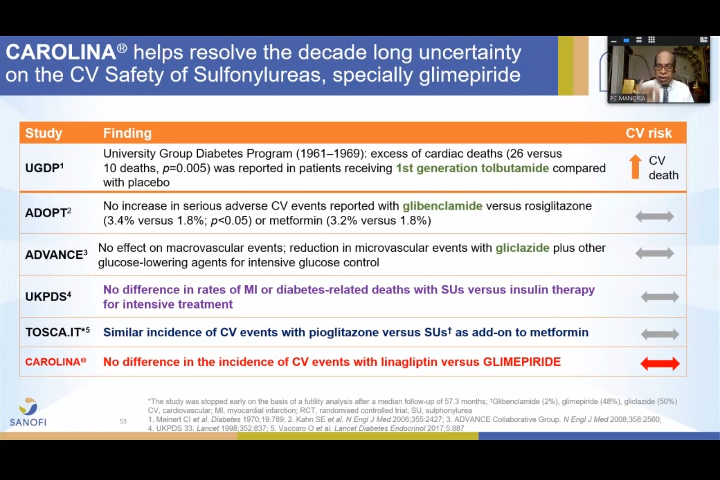 CAROLINA® helps resolve the decade long uncertainty
on the CV Safety of Sulfonylureas, specially glimepiride
PC MANORIA
Study Finding CV risk
UGDP1 University Group Diabetes Program (1961–1969): excess of cardiac deaths (26 versus
10 deaths, p=0.005) was reported in patients receiving 1st generation tolbutamide compared
with placebo
CV
death
ADOPT2 No increase in serious adverse CV events reported with glibenclamide versus rosiglitazone
(3.4% versus 1.8%; p<0.05) or metformin (3.2% versus 1.8%)
ADVANCE3 No effect on macrovascular events; reduction in microvascular events with gliclazide plus other
glucose-lowering agents for intensive glucose control
UKPDS4 No difference in rates of MI or diabetes-related deaths with SUs versus insulin therapy
for intensive treatment
TOSCA.IT*5 Similar incidence of CV events with pioglitazone versus SUs† as add-on to metformin
CAROLINA® No difference in the incidence of CV events with linagliptin versus GLIMEPIRIDE
*The study was stopped early on the basis of a futility analysis after a median follow-up of 57.3 months; †Glibenclamide (2%), glimepiride (48%), gliclazide (50%)
CV, cardiovascular; MI, myocardial infarction; RCT, randomised controlled trial, SU, sulphonylurea
1. Meinert CL et al. Diabetes 1970;19:789; 2. Kahn SE et al. N Engl J Med 2006;355:2427; 3. ADVANCE Collaborative Group. N Engl J Med 2008;358:2560;
4. UKPDS 33. Lancet 1998;352:837; 5. Vaccaro O et al. Lancet Diabetes Endocrinol 2017;5:887
SANOFI
53